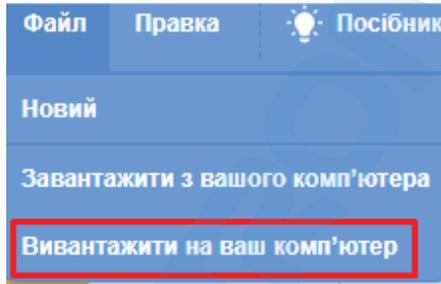 Файл Правка Посібник
Новий
Завантажити з вашого комп'ютера
Вивантажити на ваш комп'ютер